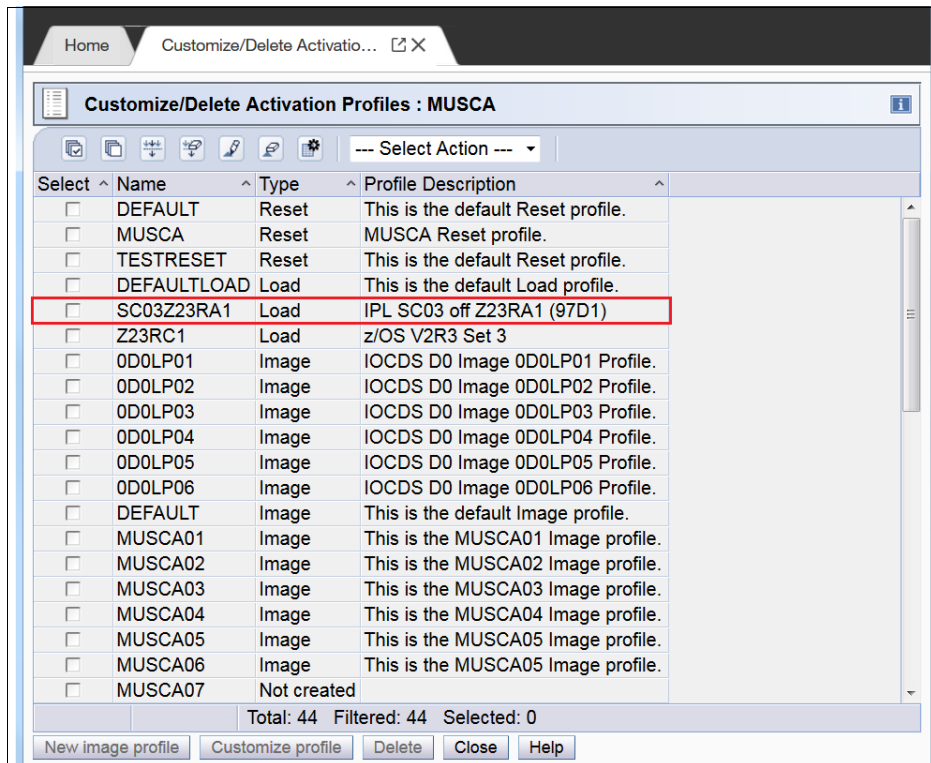 Home Customize/Delete Activatio...
Customize/Delete Activation Profiles : MUSCA
--- Select Action ---
Select Name Type Profile Description
DEFAULT Reset This is the default Reset profile.
MUSCA Reset MUSCA Reset profile.
TESTRESET Reset This is the default Reset profile.
DEFAULTLOAD Load This is the default Load profile.
SC03Z23RA1 Load IPL SC03 off Z23RA1 (97D1)
Z23RC1 Load z/OS V2R3 Set 3
0D0LP01 Image IOCDS D0 Image 0D0LP01 Profile.
0D0LP02 Image IOCDS D0 Image 0D0LP02 Profile.
0D0LP03 Image IOCDS D0 Image 0D0LP03 Profile.
0D0LP04 Image IOCDS D0 Image 0D0LP04 Profile.
0D0LP05 Image IOCDS D0 Image 0D0LP05 Profile.
0D0LP06 Image IOCDS D0 Image 0D0LP06 Profile.
DEFAULT Image This is the default Image profile.
MUSCA01 Image This is the MUSCA01 Image profile.
MUSCA02 Image This is the MUSCA02 Image profile.
MUSCA03 Image This is the MUSCA03 Image profile.
MUSCA04 Image This is the MUSCA04 Image profile.
MUSCA05 Image This is the MUSCA05 Image profile.
MUSCA06 Image This is the MUSCA05 Image profile.
MUSCA07 Not created
Total: 44 Filtered: 44 Selected: 0
New image profile Customize profile Delete Close Help